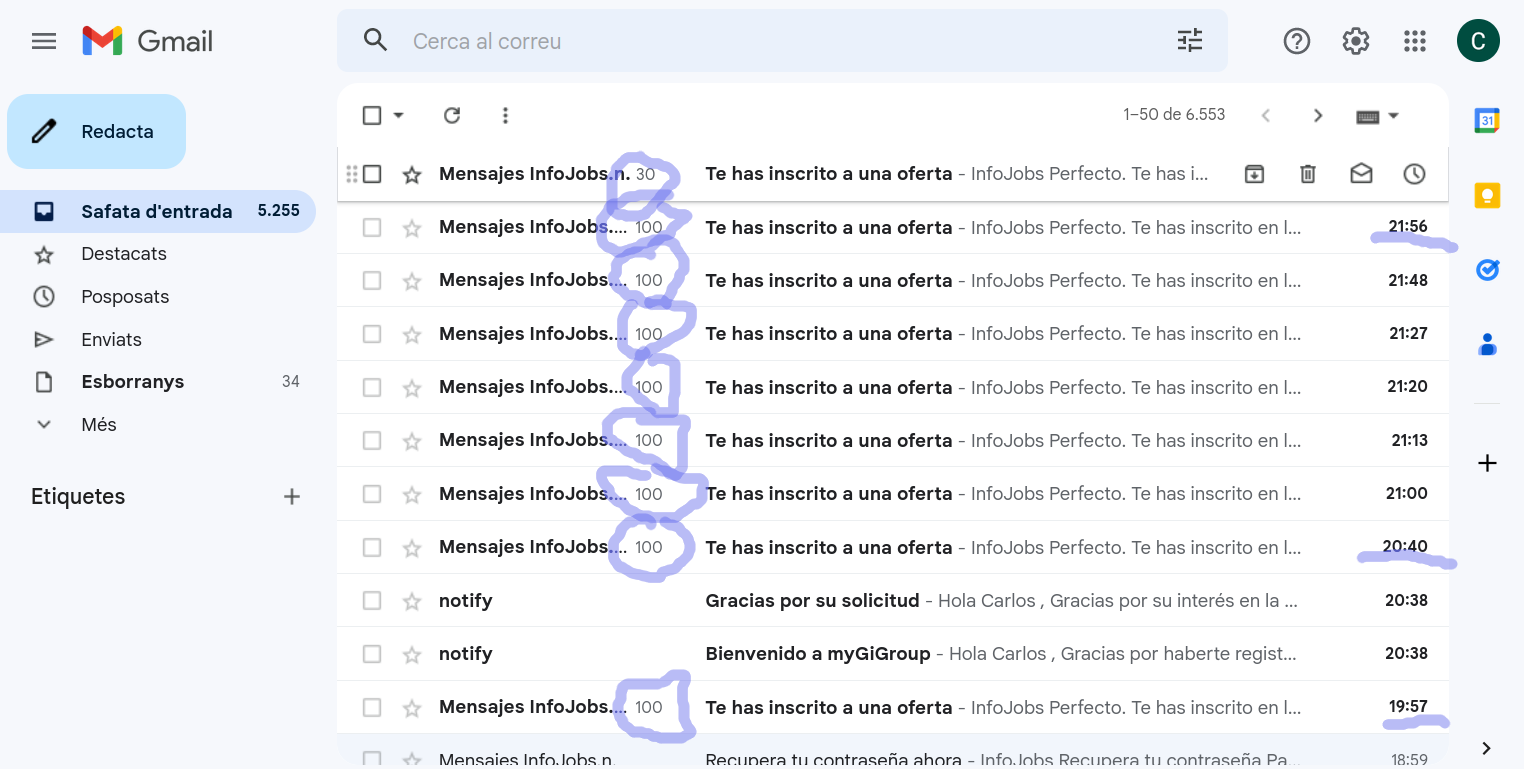 Gmail
Cerca al correu
C
Redacta
1–50 de 6.553
31
Mensajes InfoJobs.n. 30 Te has inscrito a una oferta - InfoJobs Perfecto. Te has i...
Safata d'entrada 5.255
Mensajes InfoJobs.... 100 Te has inscrito a una oferta - InfoJobs Perfecto. Te has inscrito en l... 21:56
Destacats
Mensajes InfoJobs.... 100 Te has inscrito a una oferta - InfoJobs Perfecto. Te has inscrito en l... 21:48
Posposats
Mensajes InfoJobs.... 100 Te has inscrito a una oferta - InfoJobs Perfecto. Te has inscrito en l... 21:27
Enviats
Mensajes InfoJobs.... 100 Te has inscrito a una oferta - InfoJobs Perfecto. Te has inscrito en l... 21:20
Esborranys 34
Més
Mensajes InfoJobs.... 100 Te has inscrito a una oferta - InfoJobs Perfecto. Te has inscrito en l... 21:13
Etiquetes
Mensajes InfoJobs.... 100 Te has inscrito a una oferta - InfoJobs Perfecto. Te has inscrito en l... 21:00
Mensajes InfoJobs.... 100 Te has inscrito a una oferta - InfoJobs Perfecto. Te has inscrito en l... 20:40
notify Gracias por su solicitud - Hola Carlos , Gracias por su interés en la ... 20:38
notify Bienvenido a myGiGroup - Hola Carlos , Gracias por haberte regist... 20:38
Mensajes InfoJobs.... 100 Te has inscrito a una oferta - InfoJobs Perfecto. Te has inscrito en l... 19:57
Mensajes InfoJobs.n. Recupera tu contraseña ahora - InfoJobs Recupera tu contraseña Pa... 18:59